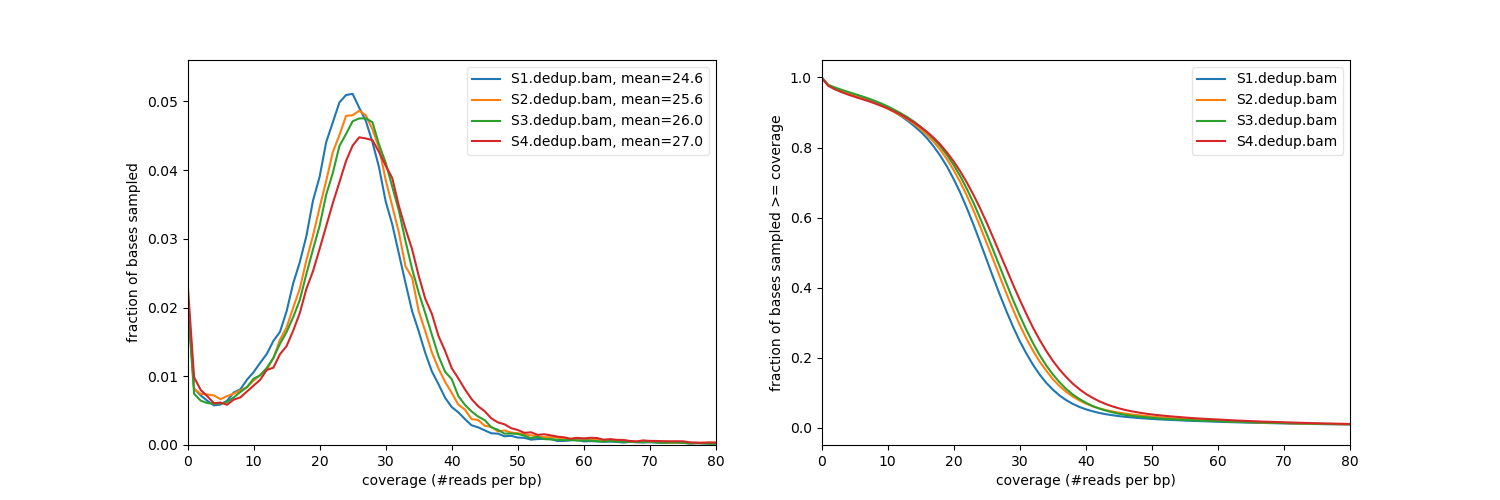 fraction of bases sampled
0.05
0.04
0.03
0.02
0.01
0.00
0 10 20 30 40 50 60 70 80
coverage (#reads per bp)
S1.dedup.bam, mean=24.6
S2.dedup.bam, mean=25.6
S3.dedup.bam, mean=26.0
S4.dedup.bam, mean=27.0
fraction of bases sampled >= coverage
1.0
0.8
0.6
0.4
0.2
0.0
0 10 20 30 40 50 60 70 80
coverage (#reads per bp)
S1.dedup.bam
S2.dedup.bam
S3.dedup.bam
S4.dedup.bam